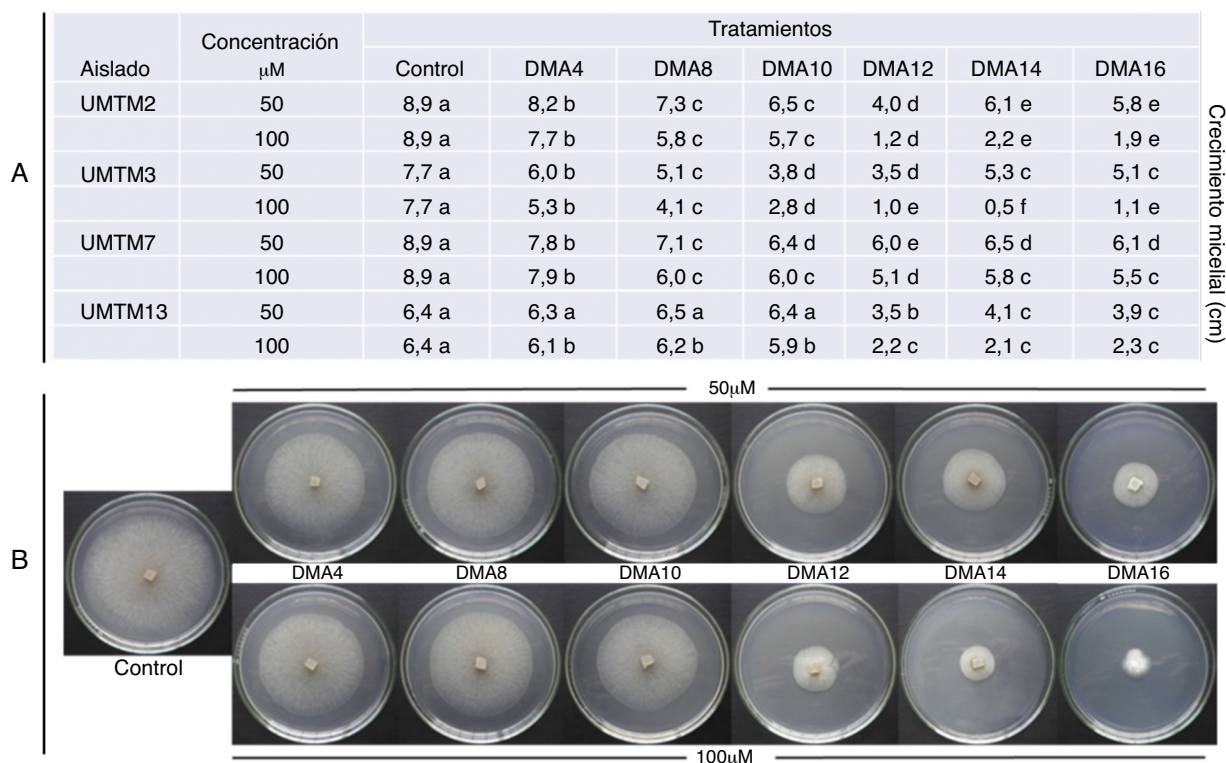 Tratamientos
Aislado Concentración μM Control DMA4 DMA8 DMA10 DMA12 DMA14 DMA16
UMTM2 50 8,9 a 8,2 b 7,3 c 6,5 c 4,0 d 6,1 e 5,8 e
100 8,9 a 7,7 b 5,8 c 5,7 c 1,2 d 2,2 e 1,9 e
UMTM3 50 7,7 a 6,0 b 5,1 c 3,8 d 3,5 d 5,3 c 5,1 c
100 7,7 a 5,3 b 4,1 c 2,8 d 1,0 e 0,5 f 1,1 e
UMTM7 50 8,9 a 7,8 b 7,1 c 6,4 d 6,0 e 6,5 d 6,1 d
100 8,9 a 7,9 b 6,0 c 6,0 c 5,1 d 5,8 c 5,5 c
UMTM13 50 6,4 a 6,3 a 6,5 a 6,4 a 3,5 b 4,1 c 3,9 c
100 6,4 a 6,1 b 6,2 b 5,9 b 2,2 c 2,1 c 2,3 c
A
Crecimiento micelial (cm)
50μM
B
DMA4 DMA8 DMA10 DMA12 DMA14 DMA16
Control
100μM